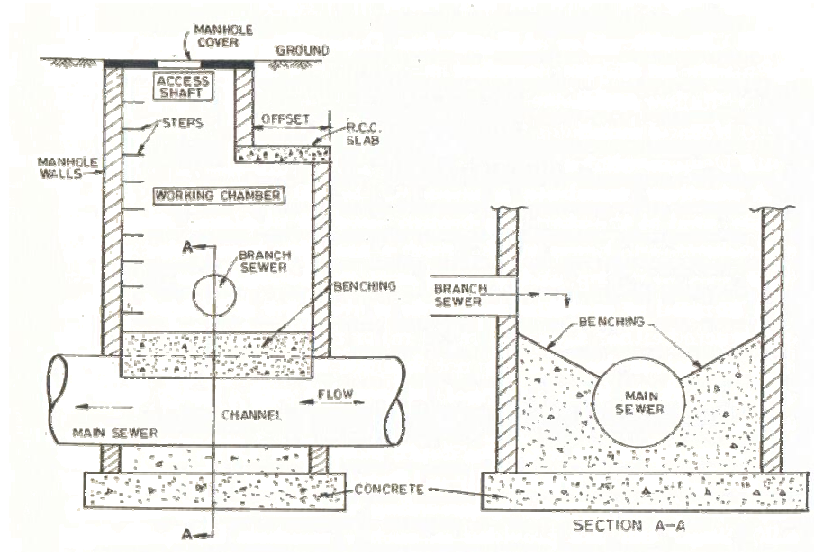 MANHOLE
COVER
GROUND
ACCESS
SHAFT
OFFSET
R.C.C.
SLAB
STEPS
MANHOLE
WALLS
WORKING CHAMBER
A
BRANCH
SEWER
BENCHING
FLOW
CHANNEL
MAIN SEWER
CONCRETE
A
BRANCH
SEWER
BENCHING
MAIN
SEWER
SECTION A-A